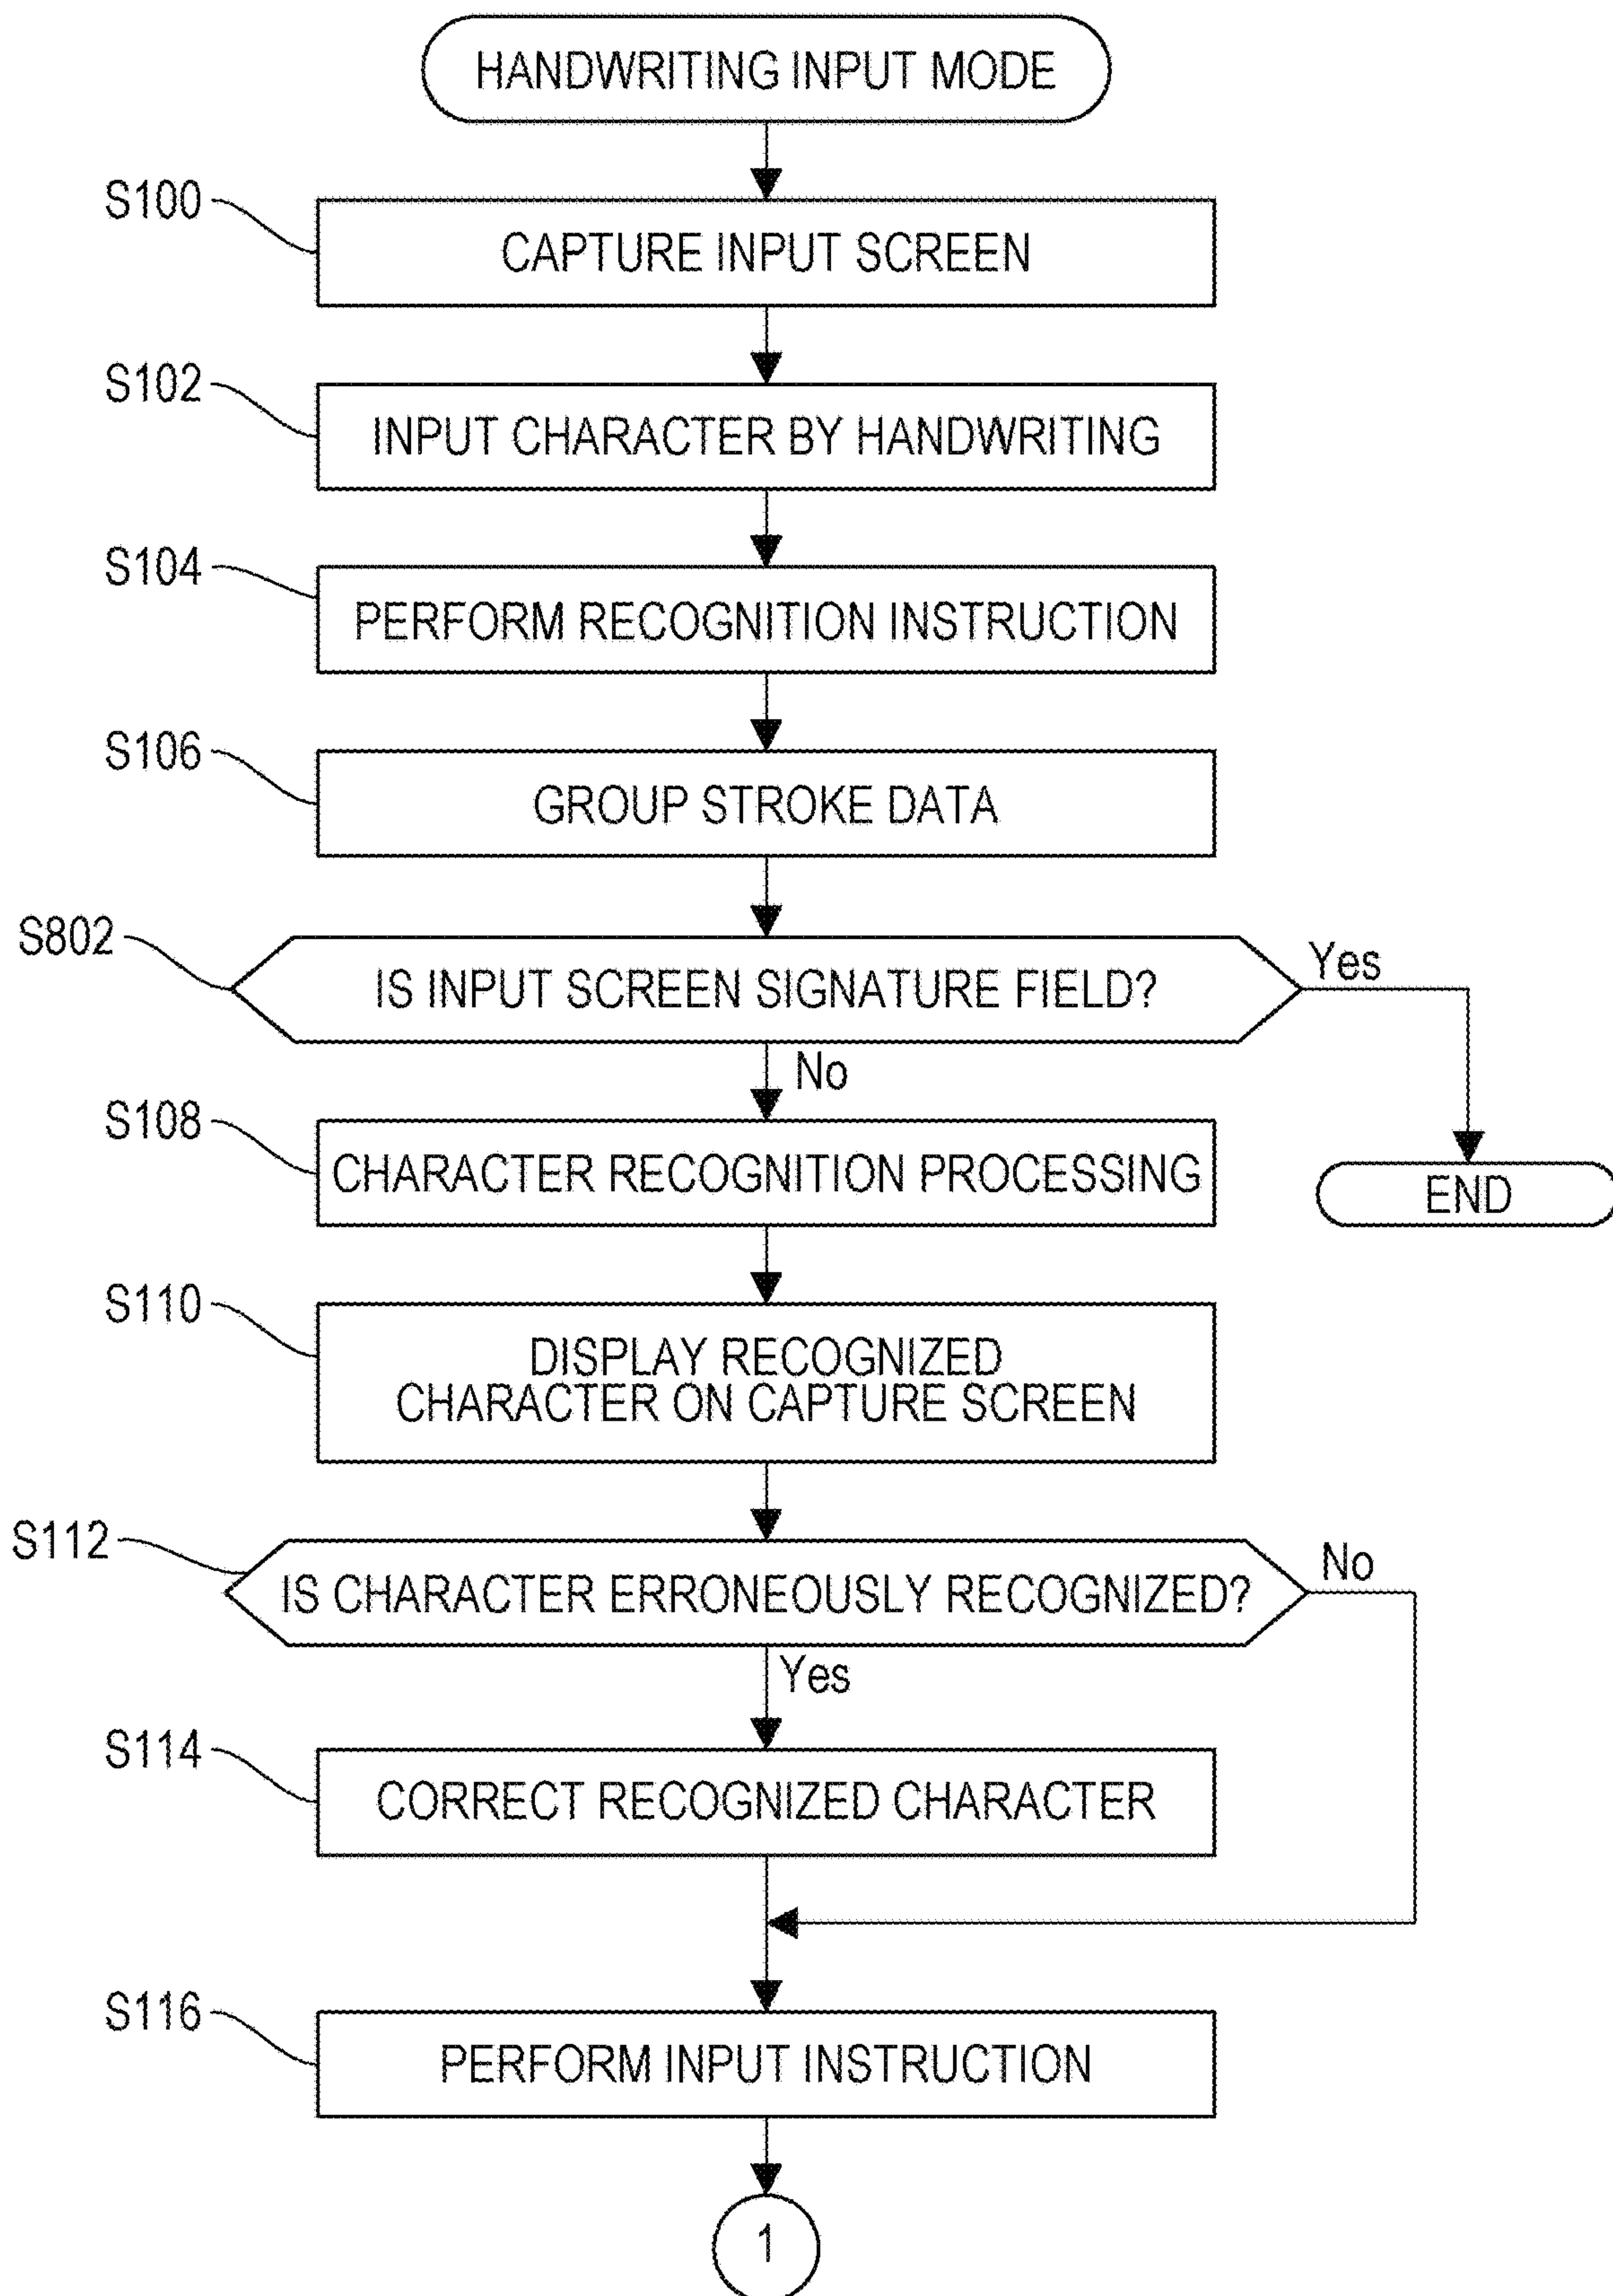 HANDWRITING INPUT MODE
S100
CAPTURE INPUT SCREEN
S102
INPUT CHARACTER BY HANDWRITING
S104
PERFORM RECOGNITION INSTRUCTION
S106
GROUP STROKE DATA
S802
IS INPUT SCREEN SIGNATURE FIELD?
Yes
No
S108
CHARACTER RECOGNITION PROCESSING
END
S110
DISPLAY RECOGNIZED
CHARACTER ON CAPTURE SCREEN
S112
IS CHARACTER ERRONEOUSLY RECOGNIZED?
No
Yes
S114
CORRECT RECOGNIZED CHARACTER
S116
PERFORM INPUT INSTRUCTION
1